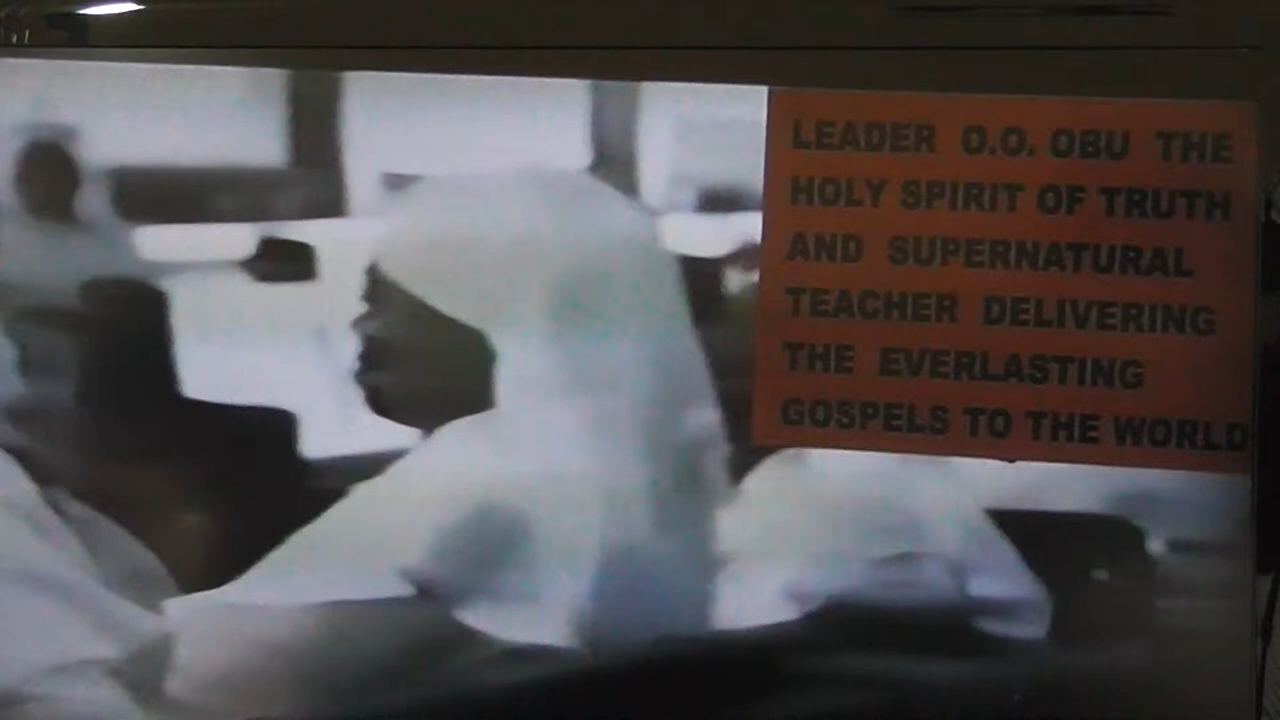 LEADER O.O. OBU THE
HOLY SPIRIT OF TRUTH
AND SUPERNATURAL
TEACHER DELIVERING
THE EVERLASTING
GOSPELS TO THE WORLD